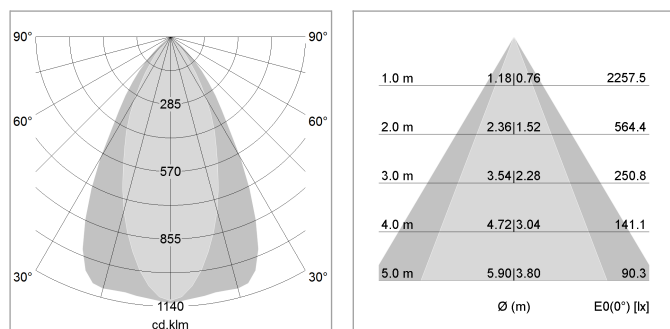 90° 90°
285
60° 60°
570
855
30° 30°
1140
cd.klm
1.0 m 1.18|0.76 2257.5
2.0 m 2.36|1.52 564.4
3.0 m 3.54|2.28 250.8
4.0 m 4.72|3.04 141.1
5.0 m 5.90|3.80 90.3
Ø (m) E0(0°) [lx]